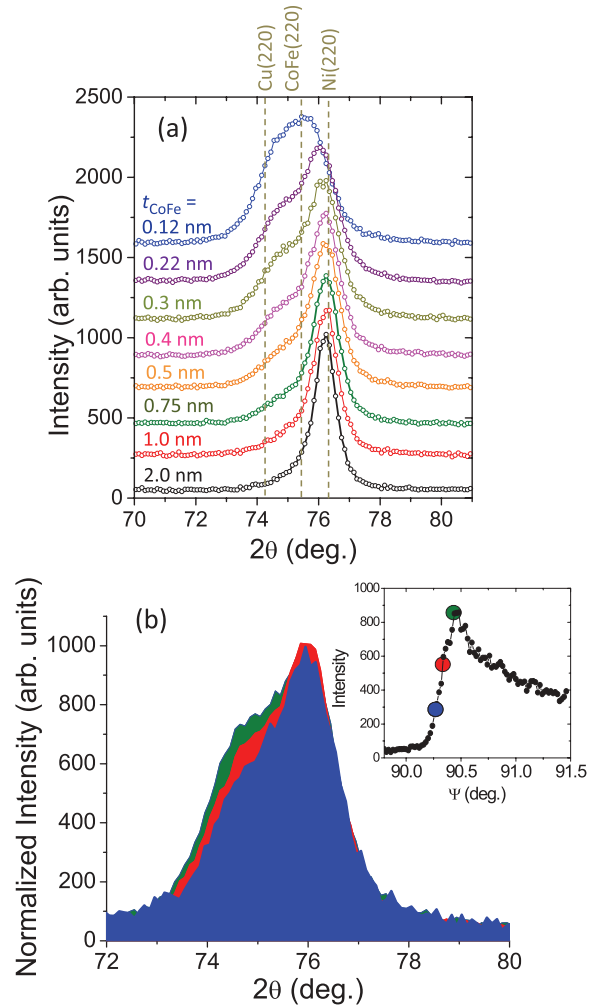 Cu(220)
CoFe(220)
Ni(220)
(a)
2500
2000
1500
1000
500
0
Intensity (arb. units)
tCoFe =
0.12 nm
0.22 nm
0.3 nm
0.4 nm
0.5 nm
0.75 nm
1.0 nm
2.0 nm
70 72 74 76 78 80
2θ (deg.)
(b)
1000
800
600
400
200
0
Normalized Intensity (arb. units)
72 74 76 78 80
2θ (deg.)
1000
800
600
400
200
0
Intensity
90.0 90.5 91.0 91.5
Ψ (deg.)